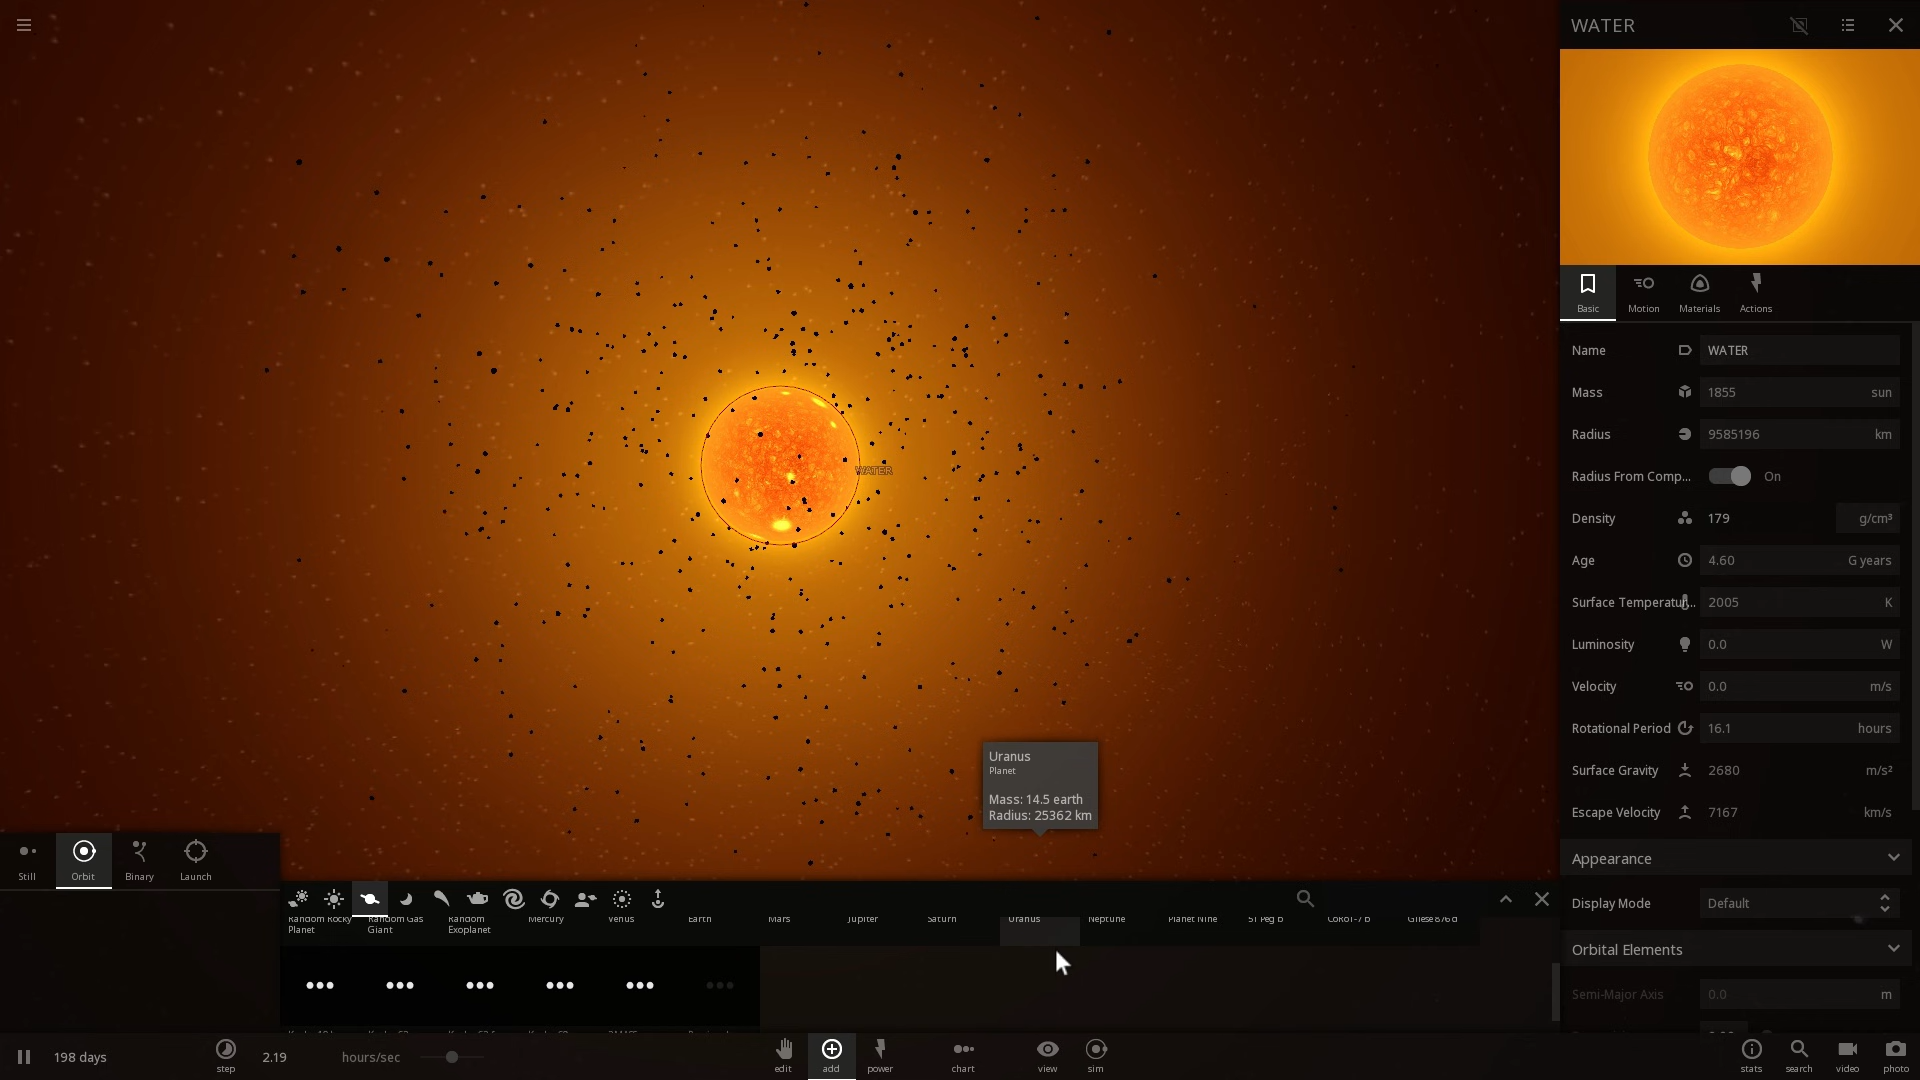 WATER
Basic
Motion
Materials
Actions
Name
WATER
Mass
1855
sun
Radius
9585196
km
Radius From Comp...
On
Density
179
g/cm³
Age
4.60
G years
Surface Temperatur...
2005
K
Luminosity
0.0
W
Velocity
0.0
m/s
Rotational Period
16.1
hours
Surface Gravity
2680
m/s²
Escape Velocity
7167
km/s
Appearance
Display Mode
Default
Orbital Elements
Semi-Major Axis
0.0
m
WATER
Uranus
Planet
Mass: 14.5 earth
Radius: 25362 km
Still
Orbit
Binary
Launch
Random Rocky
Planet
Random Gas
Giant
Random
Exoplanet
Mercury
Venus
Earth
Mars
Jupiter
Saturn
Uranus
Neptune
Planet Nine
51 Peg b
CoRoT-7 b
Gliese 876 d
198 days
step
2.19
hours/sec
edit
add
power
chart
view
sim
stats
search
video
photo